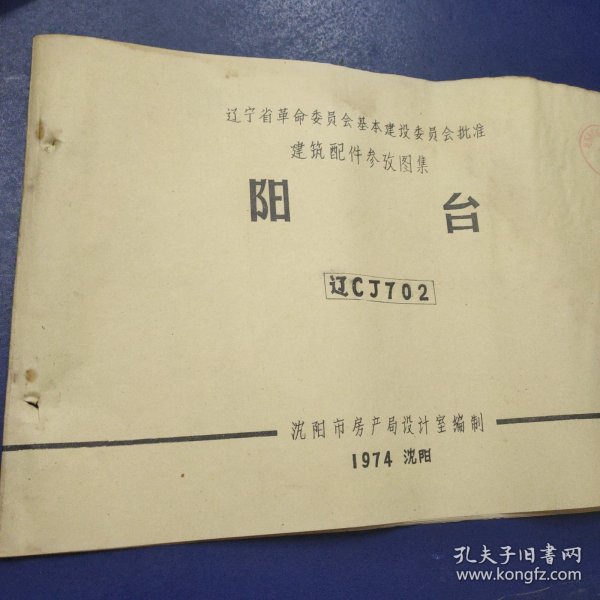 辽宁省革命委员会基本建设委员会批准
建筑配件参考图集
阳 台
辽CJ702
沈阳市房产局设计室编制
1974 沈阳
孔夫子旧书网
www.kongfz.com